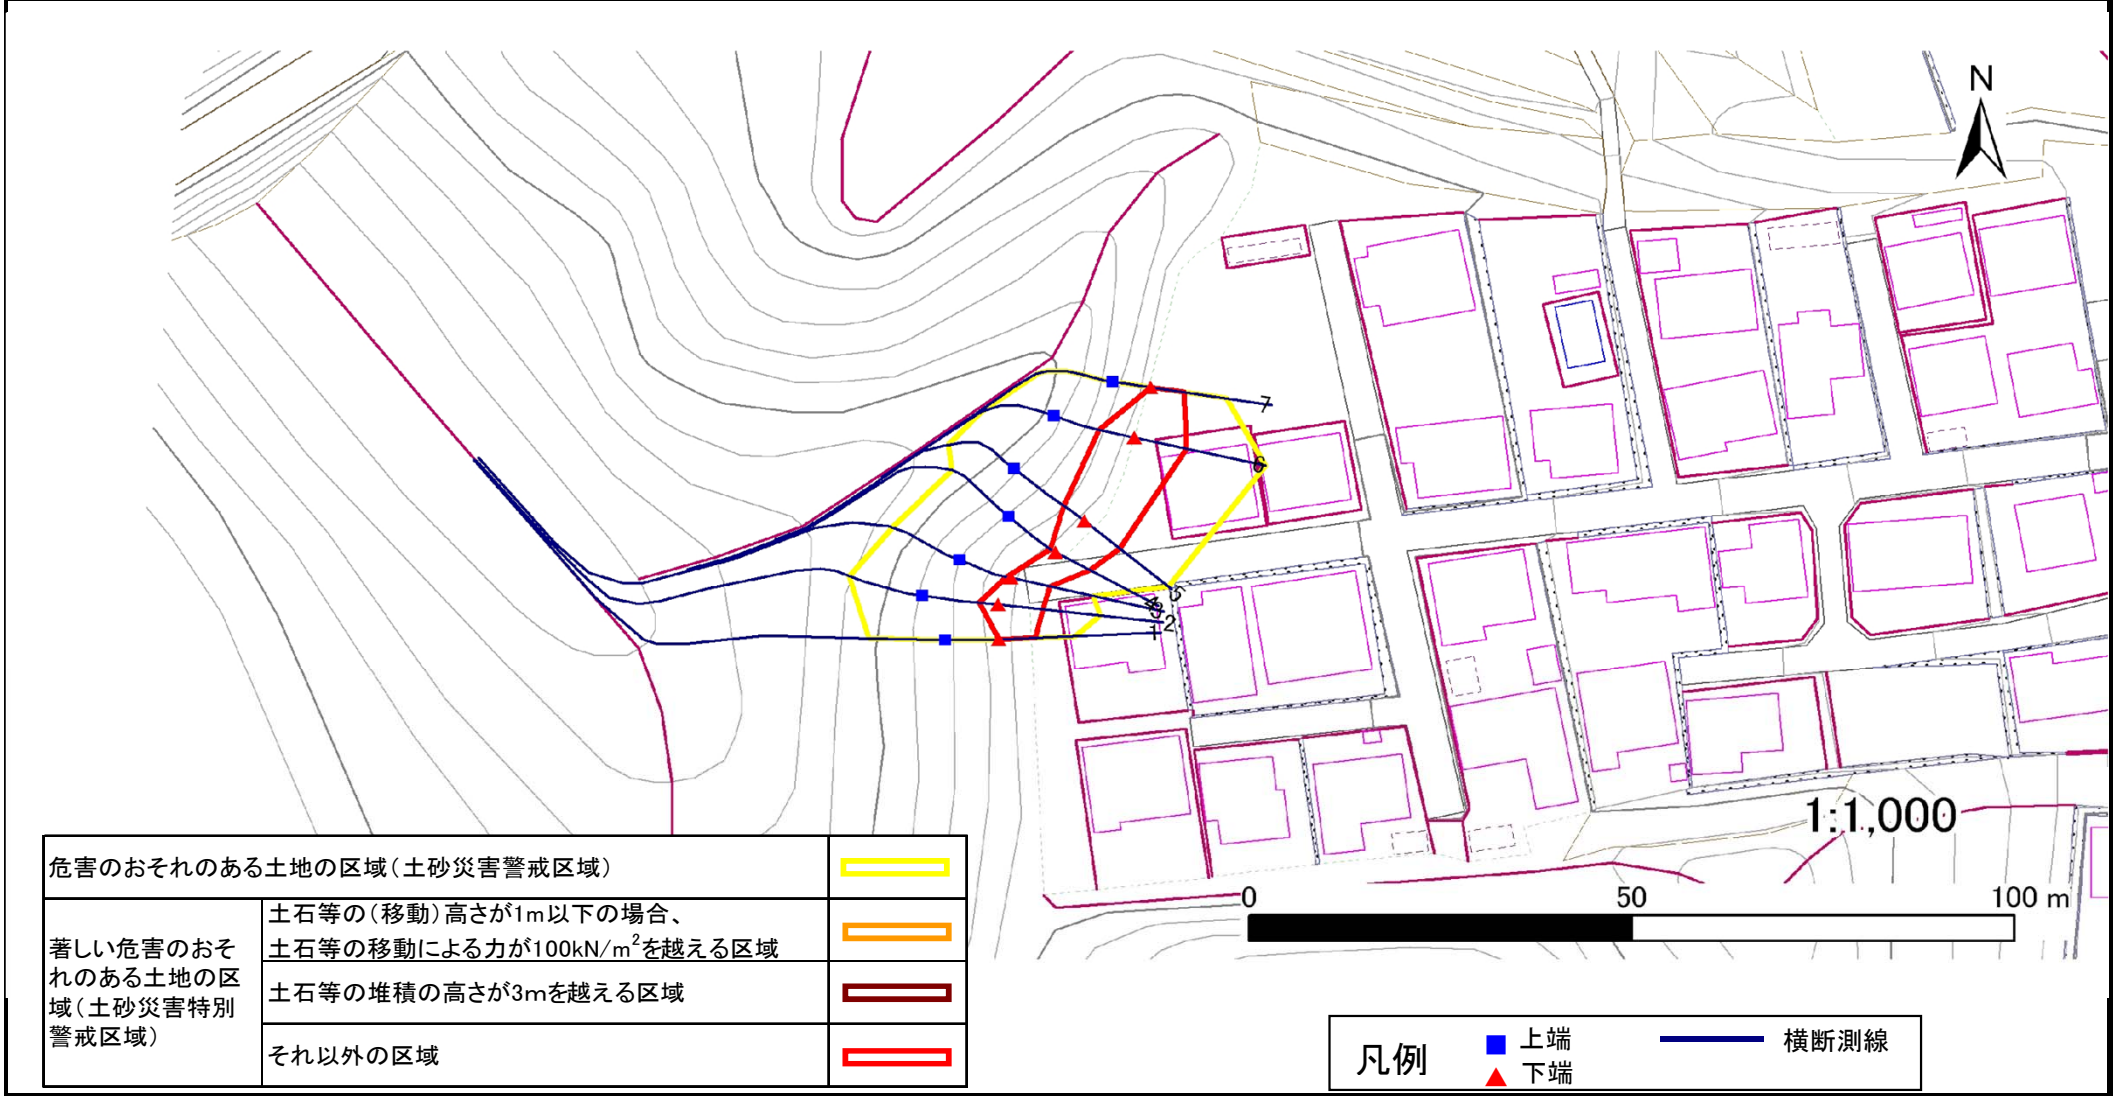 N
7
6
5
4
3
2
1
1:1,000
0 50 100 m
危害のおそれのある土地の区域(土砂災害警戒区域)
著しい危害のおそ
れのある土地の区
域(土砂災害特別
警戒区域)
土石等の(移動)高さが1m以下の場合、
土石等の移動による力が100kN/m²を越える区域
土石等の堆積の高さが3mを越える区域
それ以外の区域
凡例
上端
下端
横断測線